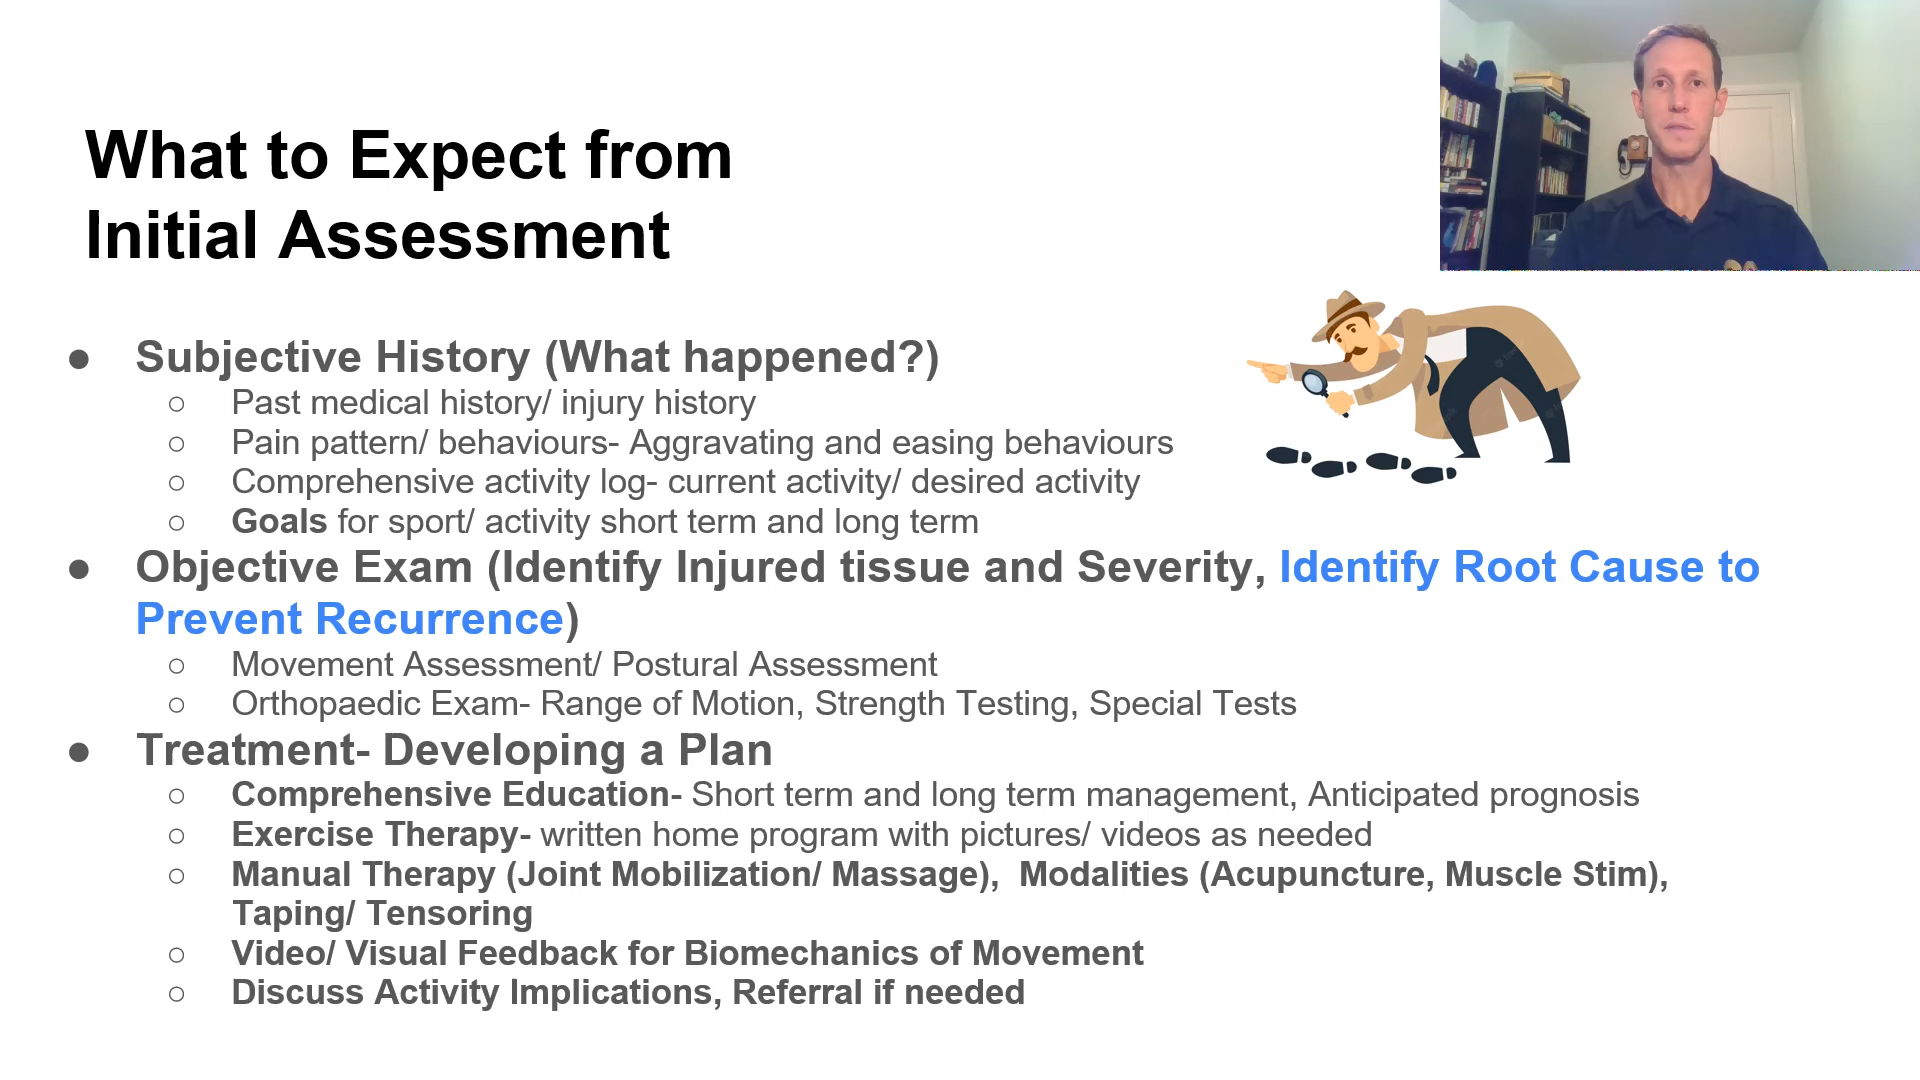 What to Expect from
Initial Assessment
● Subjective History (What happened?)
○ Past medical history/ injury history
○ Pain pattern/ behaviours- Aggravating and easing behaviours
○ Comprehensive activity log- current activity/ desired activity
○ Goals for sport/ activity short term and long term
● Objective Exam (Identify Injured tissue and Severity, Identify Root Cause to
Prevent Recurrence)
○ Movement Assessment/ Postural Assessment
○ Orthopaedic Exam- Range of Motion, Strength Testing, Special Tests
● Treatment- Developing a Plan
○ Comprehensive Education- Short term and long term management, Anticipated prognosis
○ Exercise Therapy- written home program with pictures/ videos as needed
○ Manual Therapy (Joint Mobilization/ Massage),  Modalities (Acupuncture, Muscle Stim),
Taping/ Tensoring
○ Video/ Visual Feedback for Biomechanics of Movement
○ Discuss Activity Implications, Referral if needed